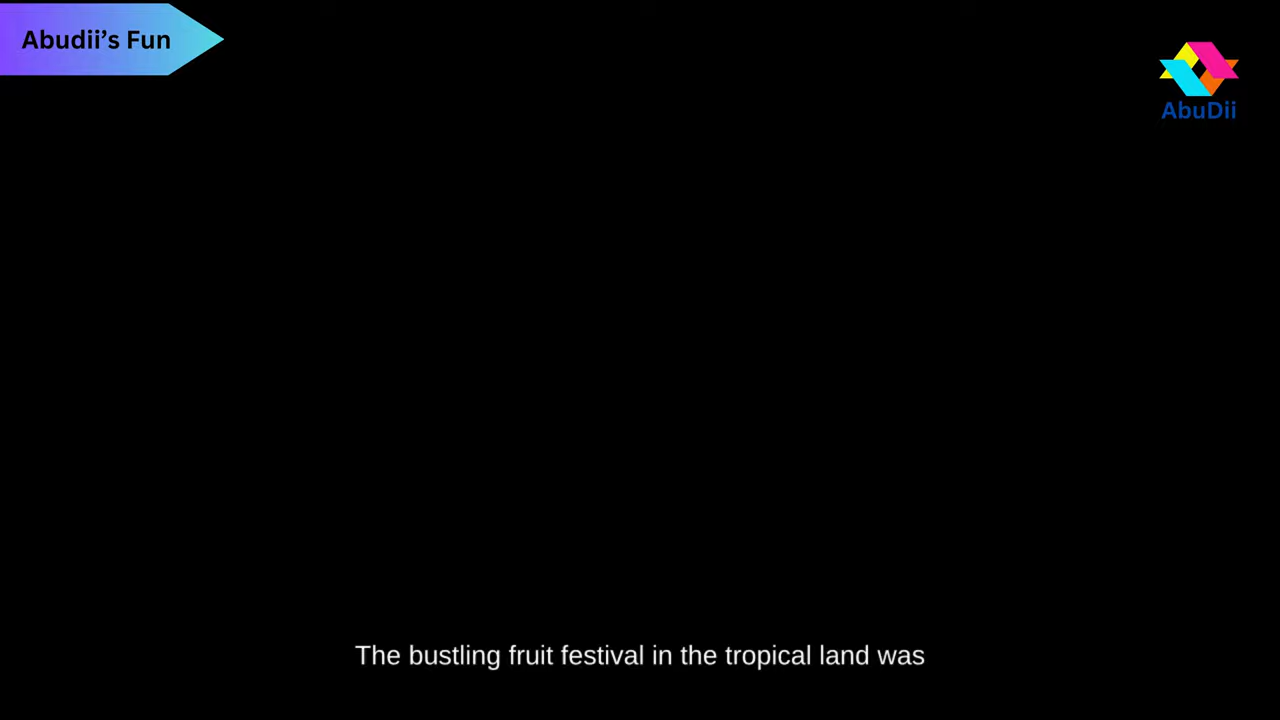 Abudii’s Fun
AbuDii
The bustling fruit festival in the tropical land was